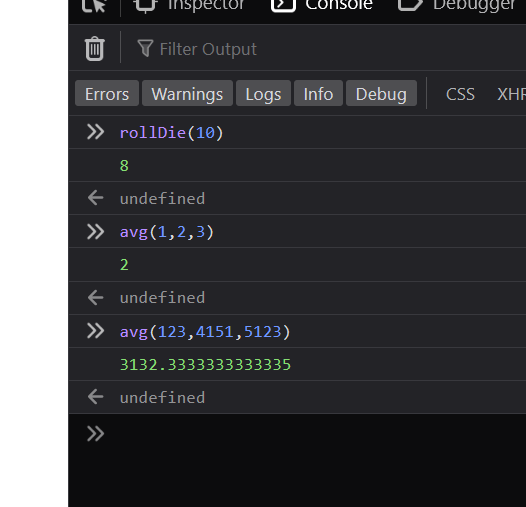 Inspector Console Debugger
Filter Output
Errors Warnings Logs Info Debug CSS XHR
rollDie(10)
8
undefined
avg(1,2,3)
2
undefined
avg(123,4151,5123)
3132.3333333333335
undefined